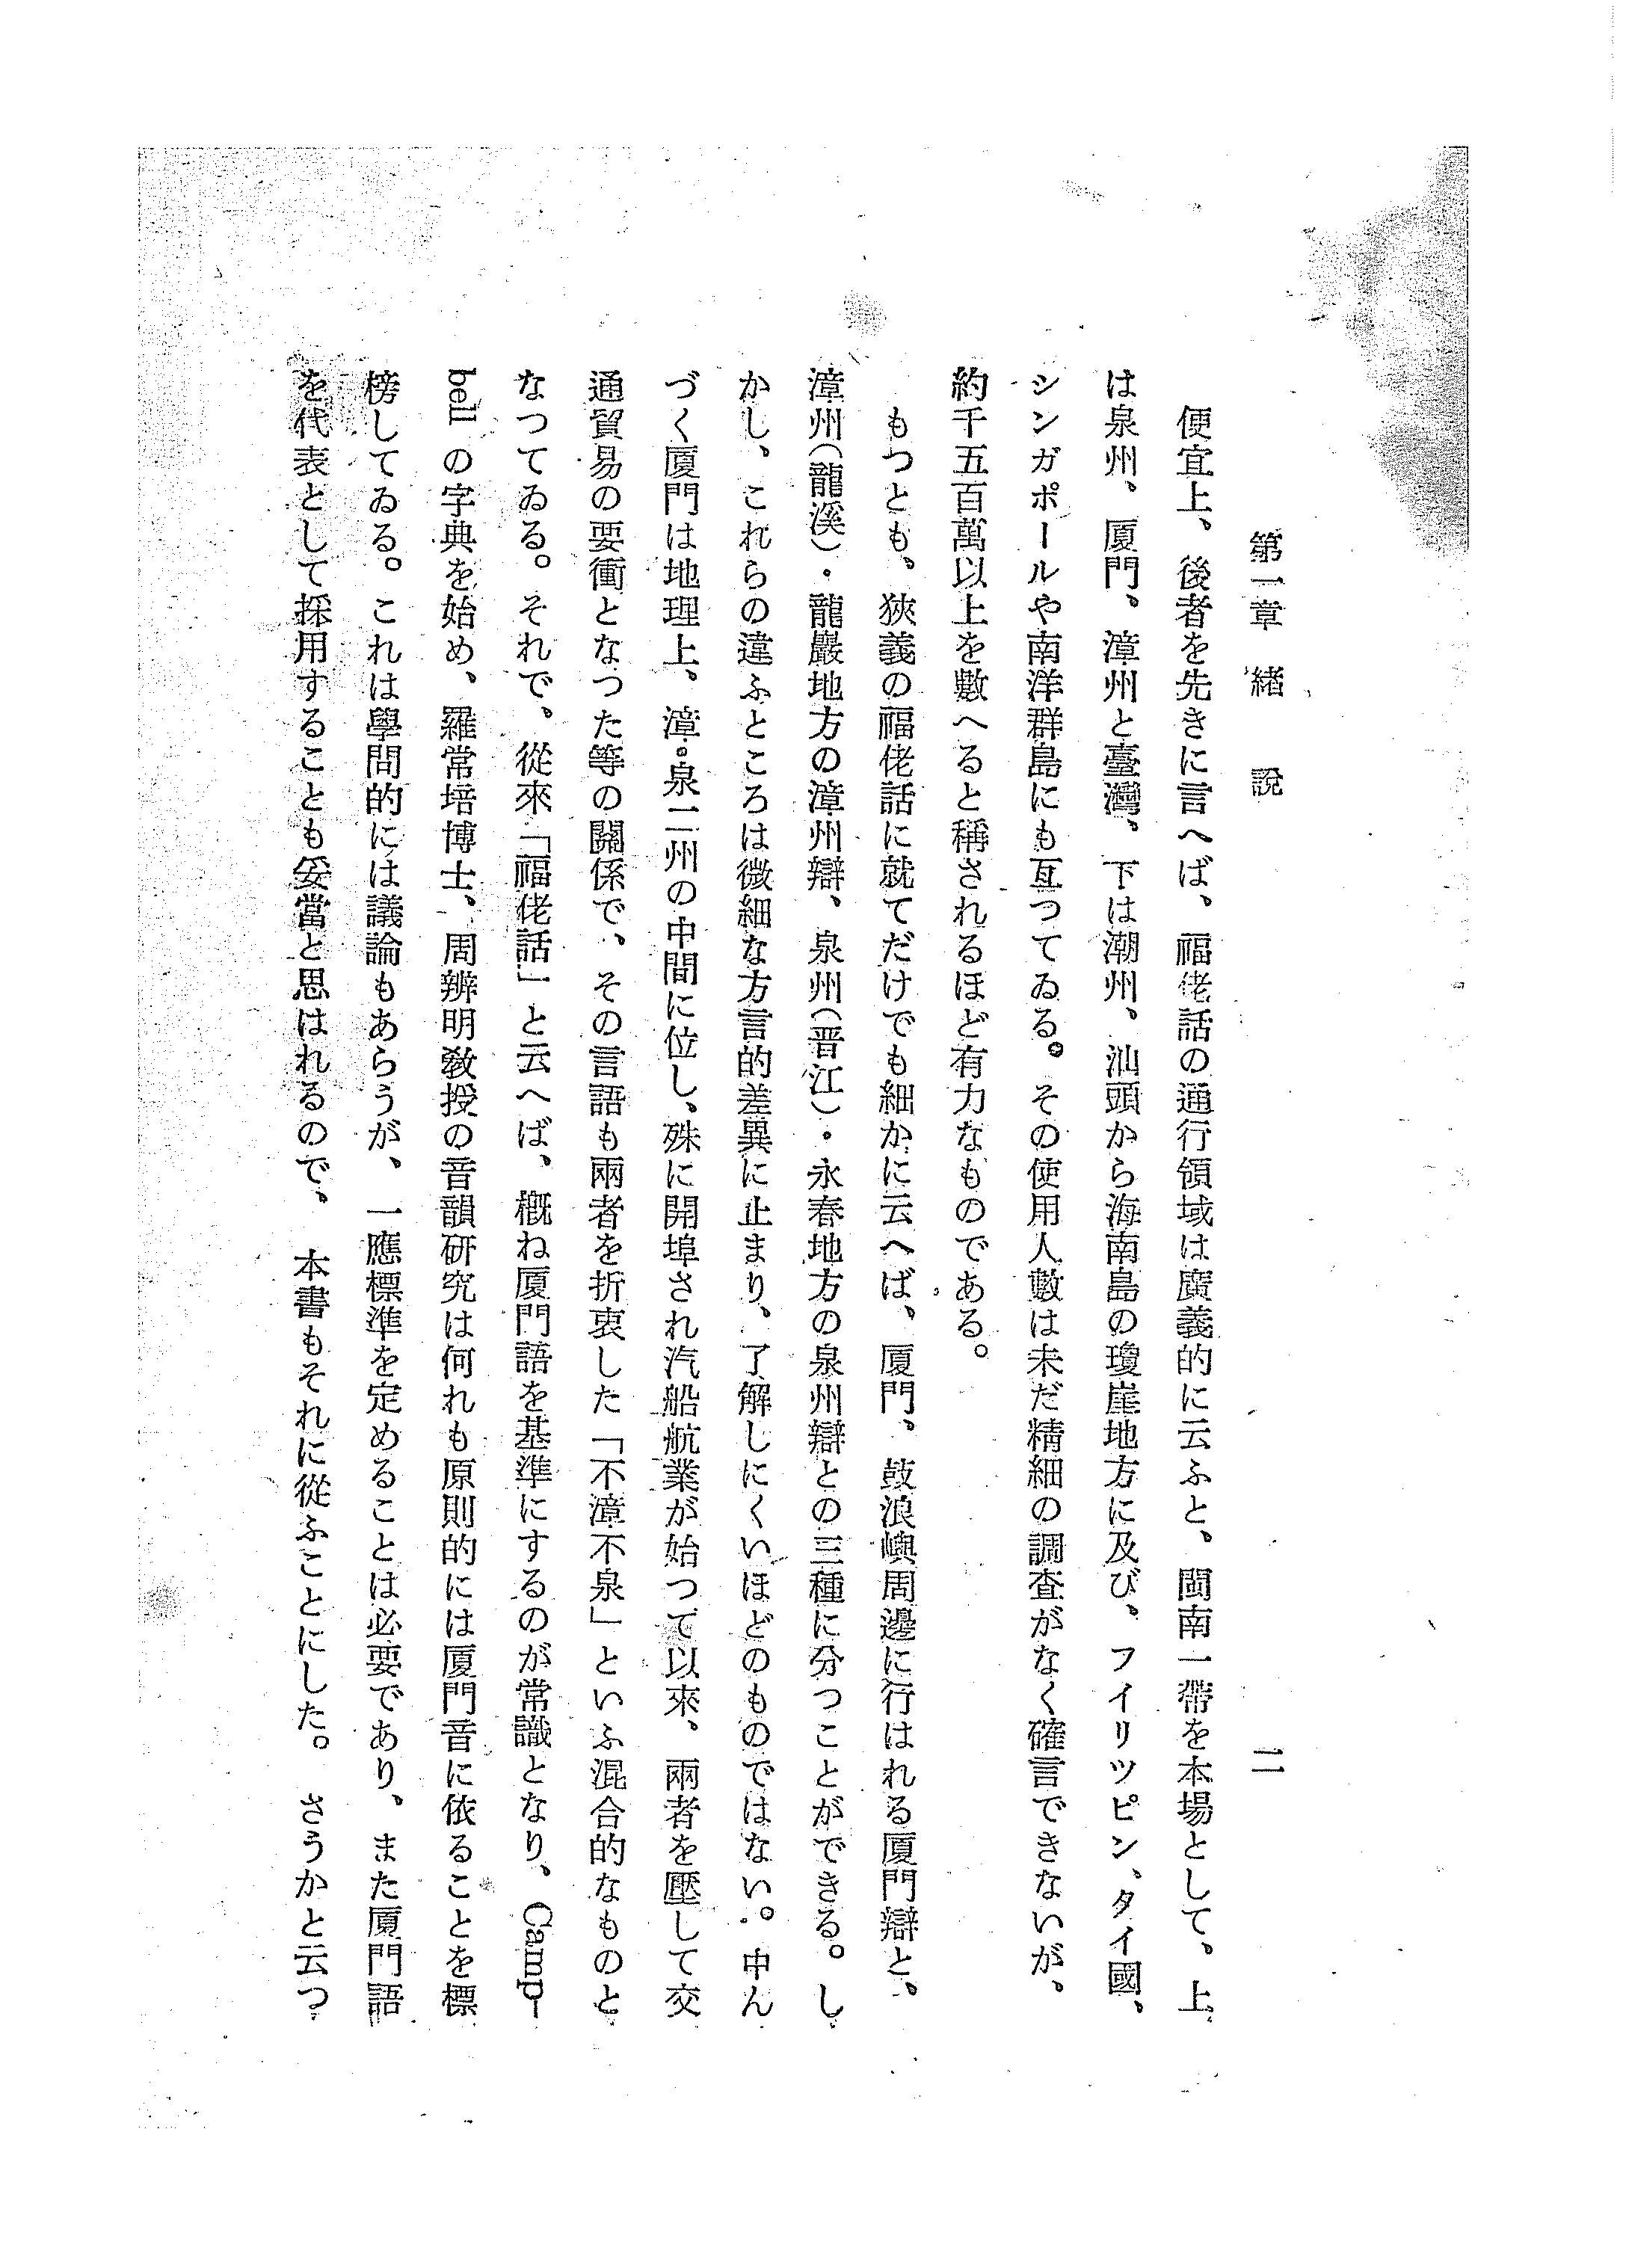 第一章　緒　說
二
便宜上、後者を先きに言へば、福佬話の通行領域は廣義的に云ふと、閩南一帶を本場として、上
は泉州、厦門、漳州と臺灣、下は潮州、汕頭から海南島の瓊崖地方に及び、フイリツピン、タイ國、
シンガポールや南洋群島にも亙つてゐる。その使用人數は未だ精細の調査がなく確言できないが、
約千五百萬以上を數へると稱されるほど有力なものである。
もつとも、狹義の福佬話に就てだけでも細かに云へば、厦門、鼓浪嶼周邊に行はれる厦門辯と、
漳州（龍溪）・龍巖地方の漳州辯、泉州（晋江）・永春地方の泉州辯との三種に分つことができる。し
かし、これらの違ふところは微細な方言的差異に止まり、了解しにくいほどのものではない。中ん
づく厦門は地理上、漳・泉二州の中間に位し、殊に開埠され汽船航業が始つて以來、兩者を壓して交
通貿易の要衝となつた等の關係で、その言語も兩者を折衷した「不漳不泉」といふ混合的なものと
なつてゐる。それで、從來「福佬話」と云へば、槪ね厦門語を基準にするのが常識となり、Camp-
bell の字典を始め、羅常培博士、周辨明敎授の音韻研究は何れも原則的には厦門音に依ることを標
榜してゐる。これは學問的には議論もあらうが、一應標準を定めることは必要であり、また厦門語
を代表として採用することも妥當と思はれるので、本書もそれに從ふことにした。さうかと云つ